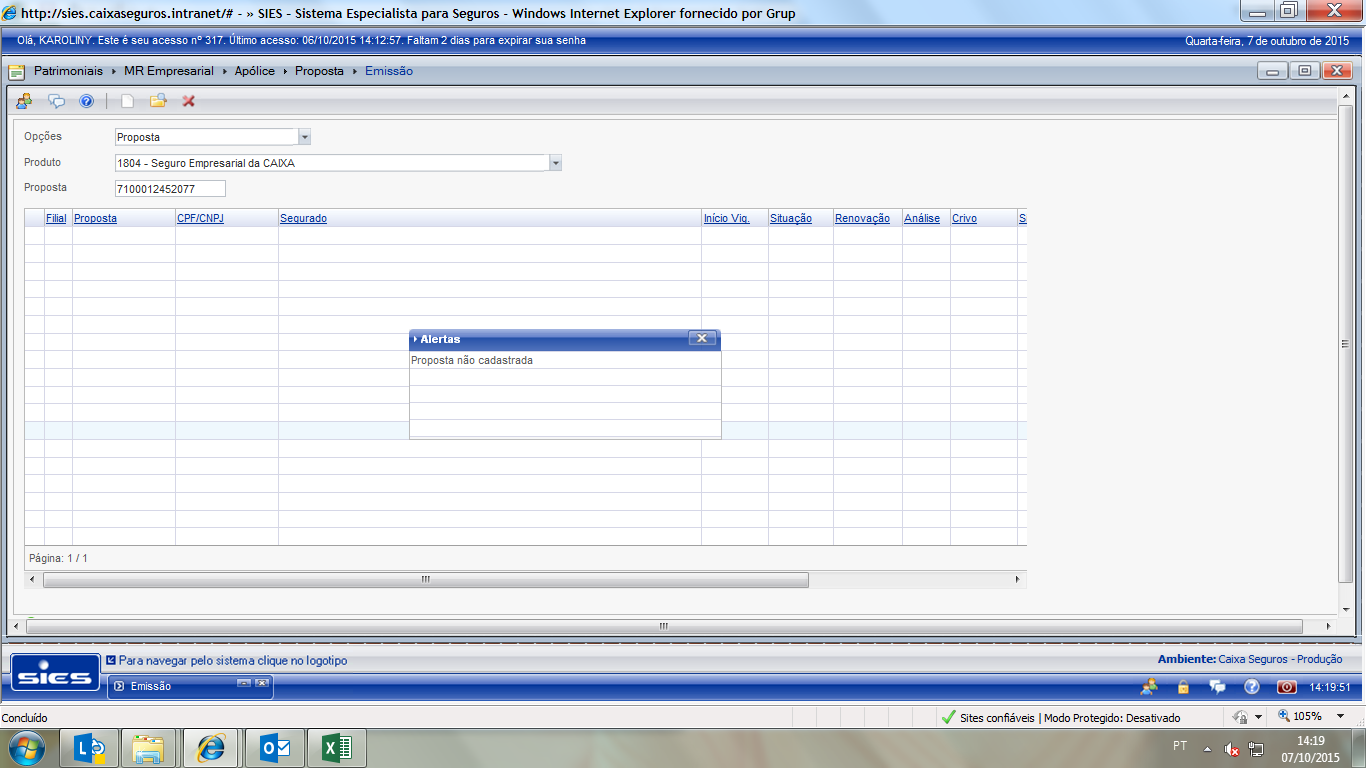 http://sies.caixaseguros.intranet/# - » SIES - Sistema Especialista para Seguros - Windows Internet Explorer fornecido por Grup
Olá, KAROLINY. Este é seu acesso nº 317. Último acesso: 06/10/2015 14:12:57. Faltam 2 dias para expirar sua senha
Quarta-feira, 7 de outubro de 2015
Patrimoniais MR Empresarial Apólice Proposta Emissão
Opções Proposta
Produto 1804 - Seguro Empresarial da CAIXA
Proposta 7100012452077
Filial Proposta CPF/CNPJ Segurado Início Vig. Situação Renovação Análise Crivo S
Alertas
Proposta não cadastrada
Página: 1 / 1
Para navegar pelo sistema clique no logotipo
Ambiente: Caixa Seguros - Produção
SIES
Emissão
14:19:51
Concluído
Sites confiáveis | Modo Protegido: Desativado
105%
PT
14:19
07/10/2015